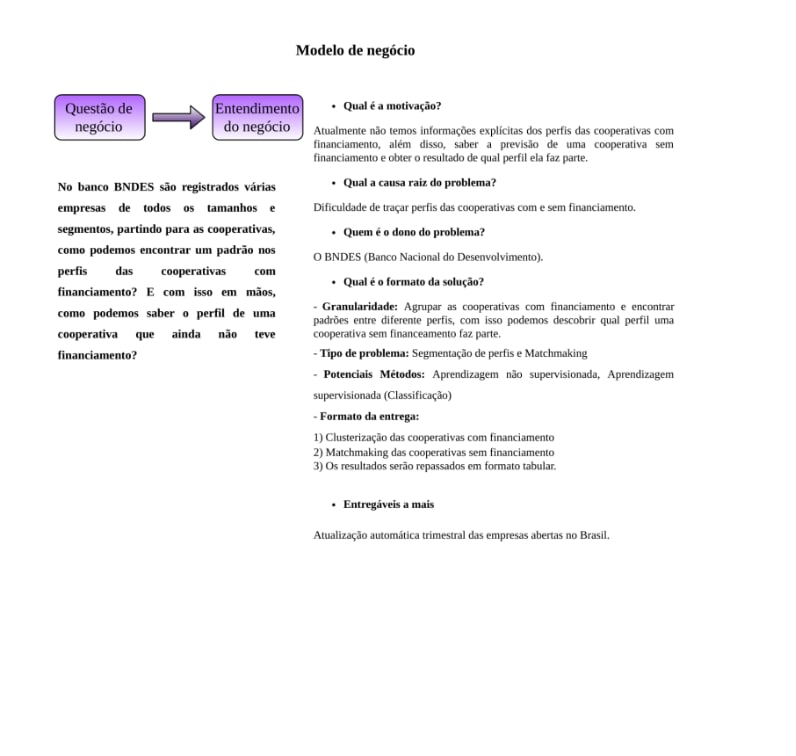 Modelo de negócio
Questão de
negócio
Entendimento
do negócio
No banco BNDES são registrados várias
empresas de todos os tamanhos e
segmentos, partindo para as cooperativas,
como podemos encontrar um padrão nos
perfis das cooperativas com
financiamento? E com isso em mãos,
como podemos saber o perfil de uma
cooperativa que ainda não teve
financiamento?
• Qual é a motivação?
Atualmente não temos informações explícitas dos perfis das cooperativas com
financiamento, além disso, saber a previsão de uma cooperativa sem
financiamento e obter o resultado de qual perfil ela faz parte.
• Qual a causa raiz do problema?
Dificuldade de traçar perfis das cooperativas com e sem financiamento.
• Quem é o dono do problema?
O BNDES (Banco Nacional do Desenvolvimento).
• Qual é o formato da solução?
- Granularidade: Agrupar as cooperativas com financiamento e encontrar
padrões entre diferente perfis, com isso podemos descobrir qual perfil uma
cooperativa sem financeamento faz parte.
- Tipo de problema: Segmentação de perfis e Matchmaking
- Potenciais Métodos: Aprendizagem não supervisionada, Aprendizagem
supervisionada (Classificação)
- Formato da entrega:
1) Clusterização das cooperativas com financiamento
2) Matchmaking das cooperativas sem financiamento
3) Os resultados serão repassados em formato tabular.
• Entregáveis a mais
Atualização automática trimestral das empresas abertas no Brasil.